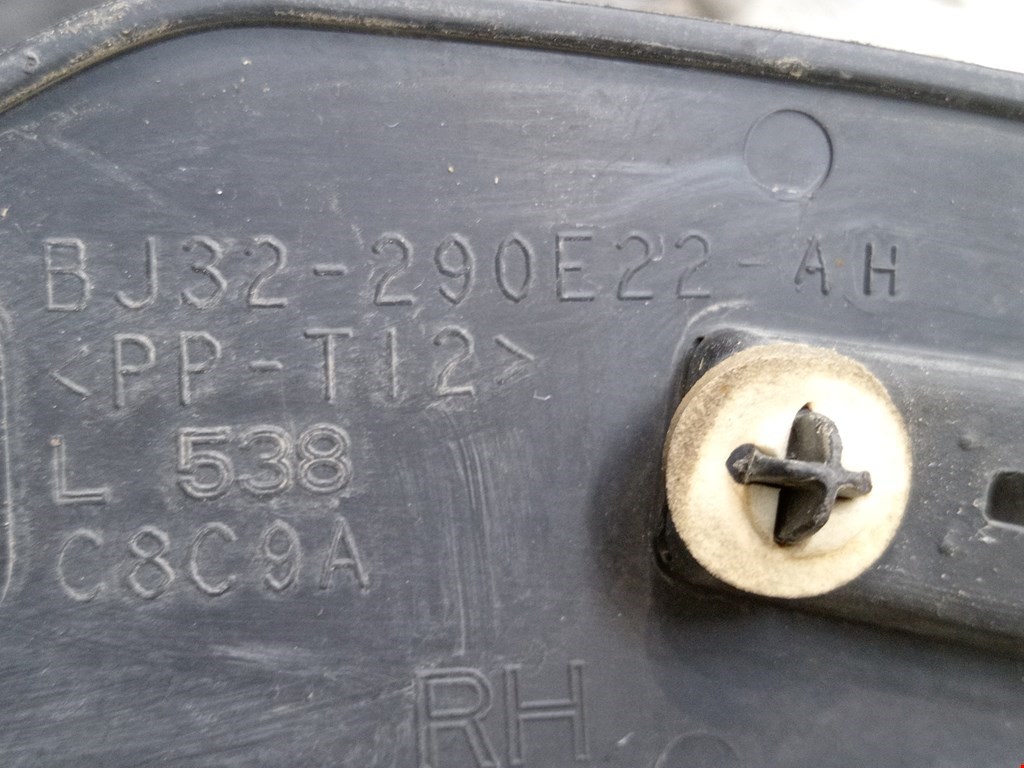 BJ32-290E22-AH
<PP-T12>
L 538
C8C9A
RH